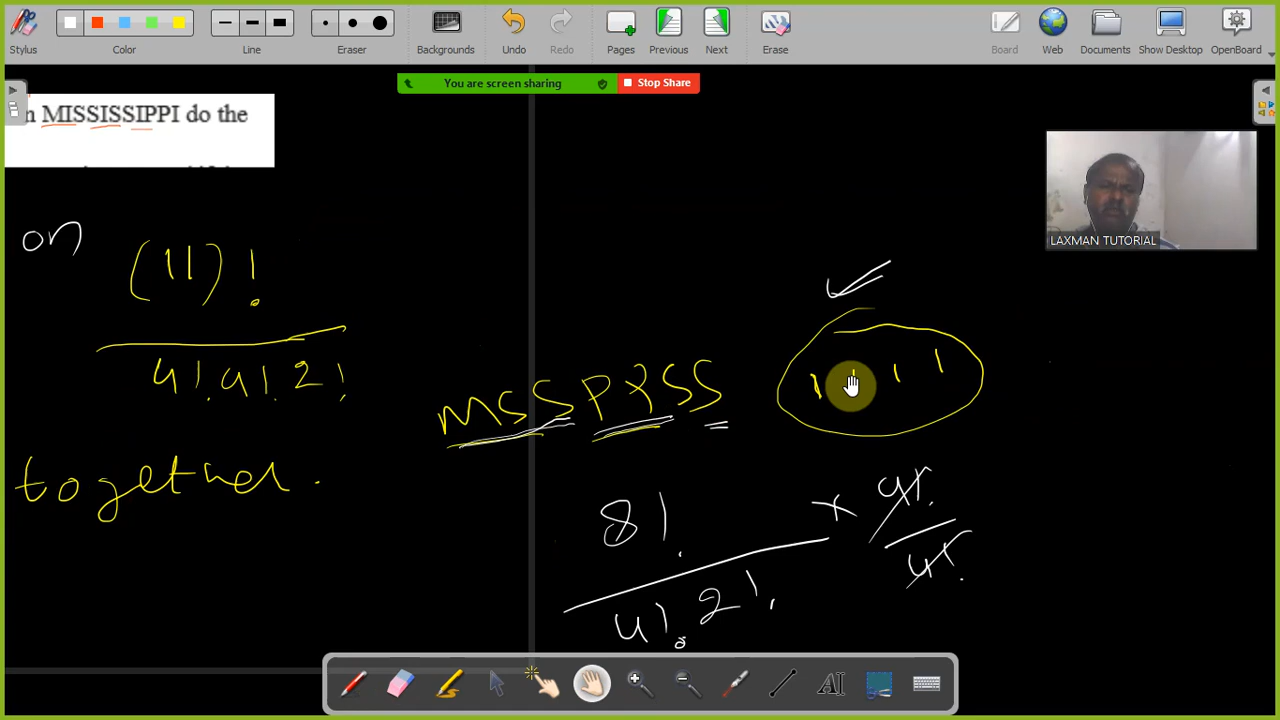 Stylus
Color
Line
Eraser
Backgrounds
Undo
Redo
Pages
Previous
Next
Erase
Board
Web
Documents
Show Desktop
OpenBoard
You are screen sharing
Stop Share
n MISSISSIPPI do the
LAXMAN TUTORIAL
on
(11)!
4!.4!.2!
together.
MSSPPSS
I I I I
8!
4!.2!
× 4!
4!
AI